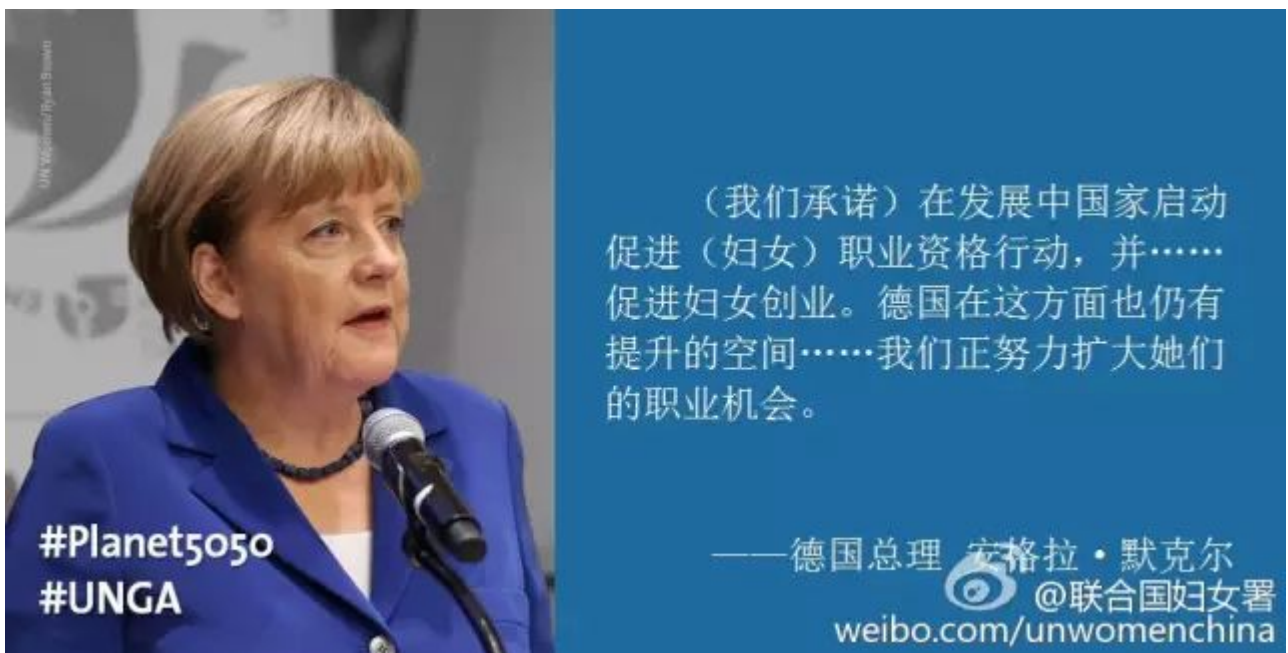 UN Women/Ryan Brown
#Planet5050
#UNGA
（我们承诺）在发展中国家启动
促进（妇女）职业资格行动，并……
促进妇女创业。德国在这方面也仍有
提升的空间……我们正努力扩大她们
的职业机会。
——德国总理 安格拉·默克尔
@联合国妇女署
weibo.com/unwomenchina